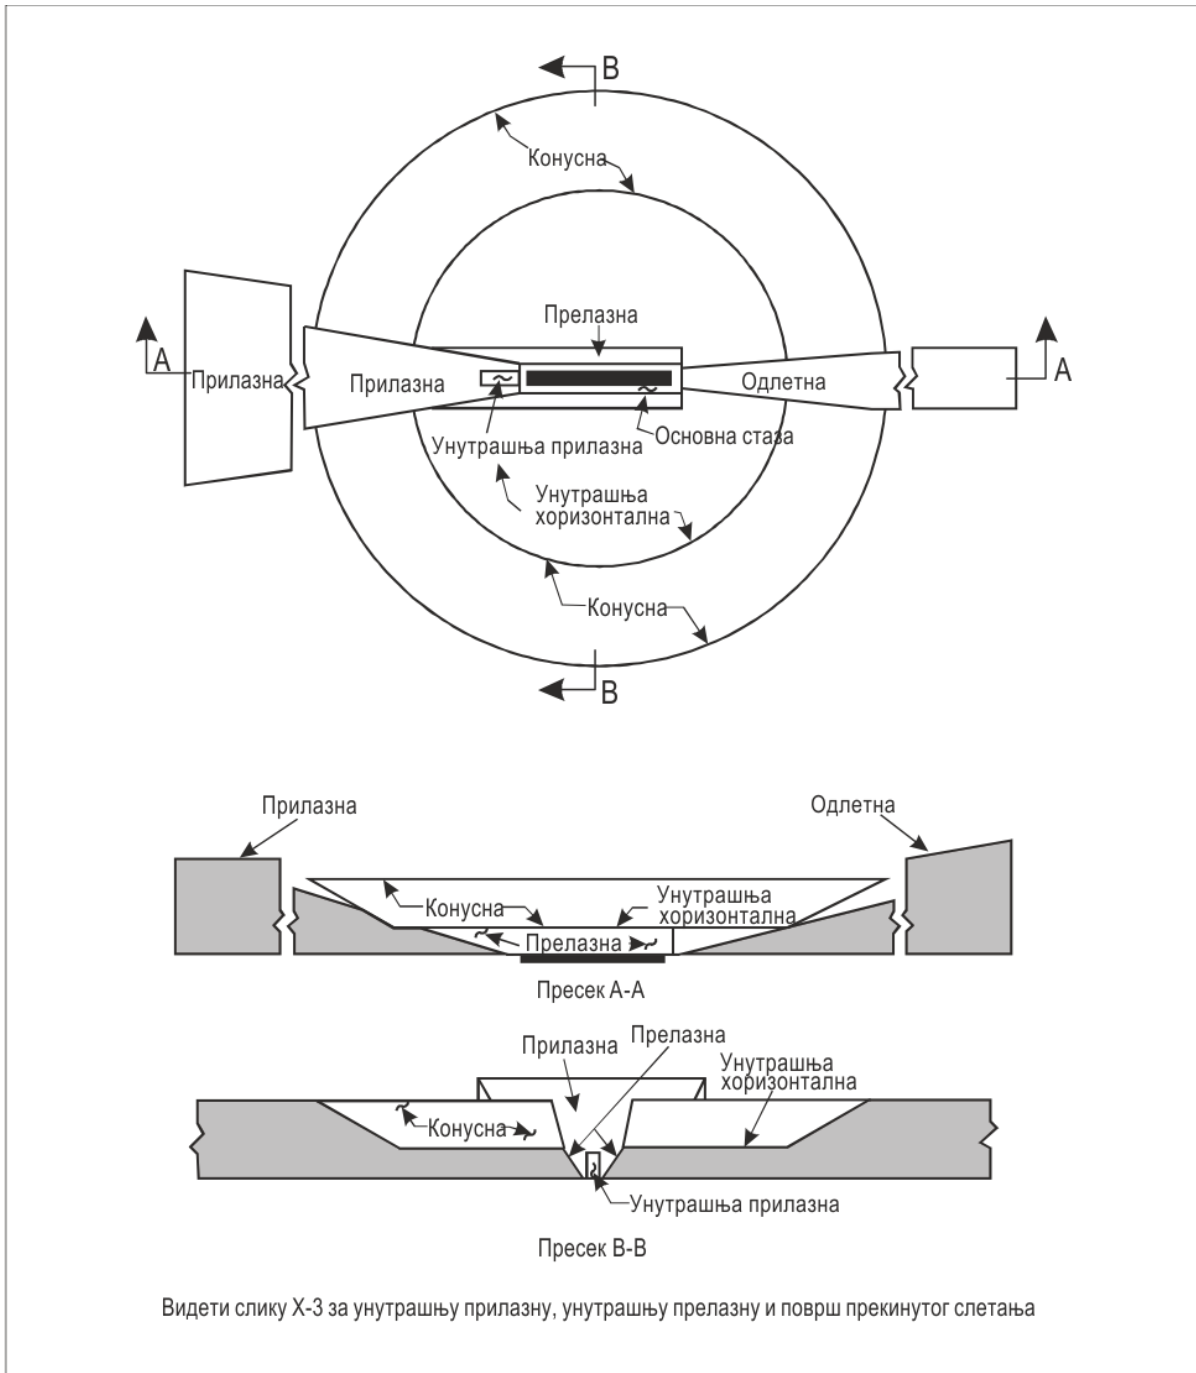 B
Конусна
Прелазна
A
Прилазна
Прилазна
Одлетна
A
Унутрашња прилазна
Основна стаза
Унутрашња
хоризонтална
Конусна
B
Прилазна
Одлетна
Конусна
Унутрашња
хоризонтална
Прелазна
Пресек А-А
Прилазна
Прелазна
Унутрашња
хоризонтална
Конусна
Унутрашња прилазна
Пресек B-B
Видети слику X-3 за унутрашњу прилазну, унутрашњу прелазну и површ прекинутог слетања